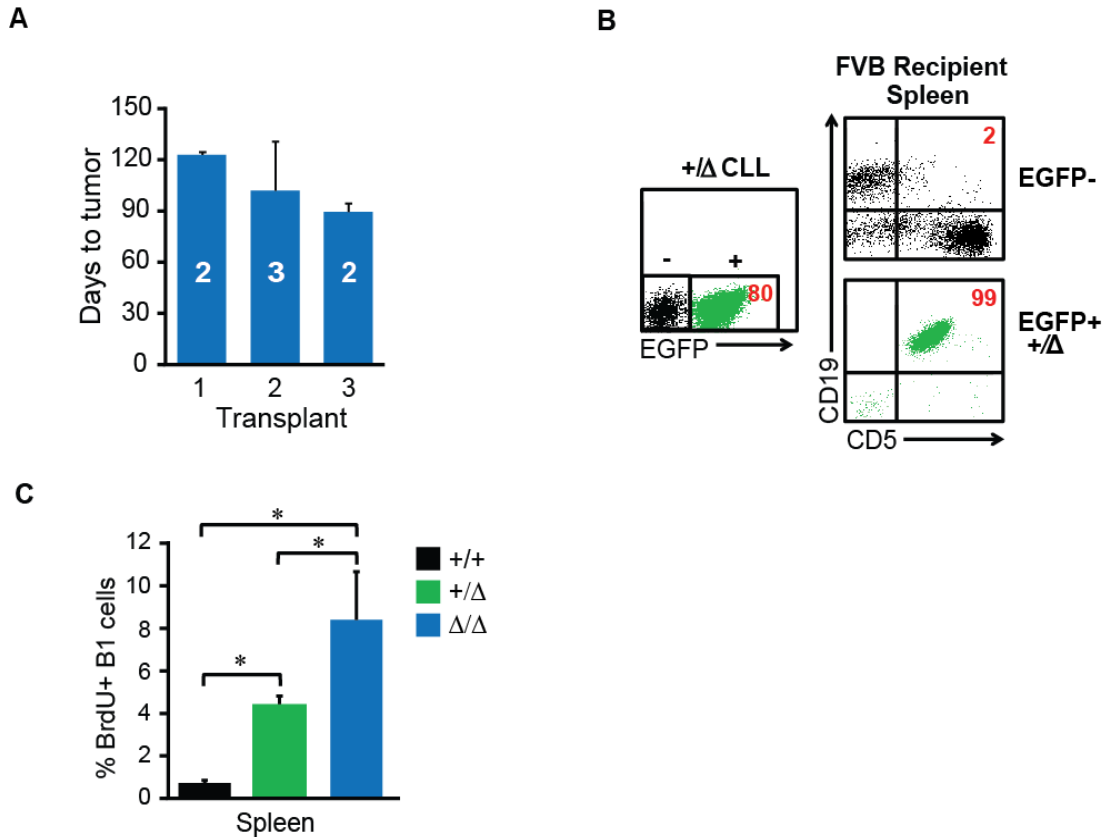 A
150
120
90
60
30
0
Days to tumor
2
3
2
1
2
3
Transplant
B
FVB Recipient
Spleen
+/Δ CLL
-
+
80
EGFP
2
EGFP-
99
EGFP+
+/Δ
CD19
CD5
C
12
10
8
6
4
2
0
% BrdU+ B1 cells
*
*
*
Spleen
+/+
+/Δ
Δ/Δ